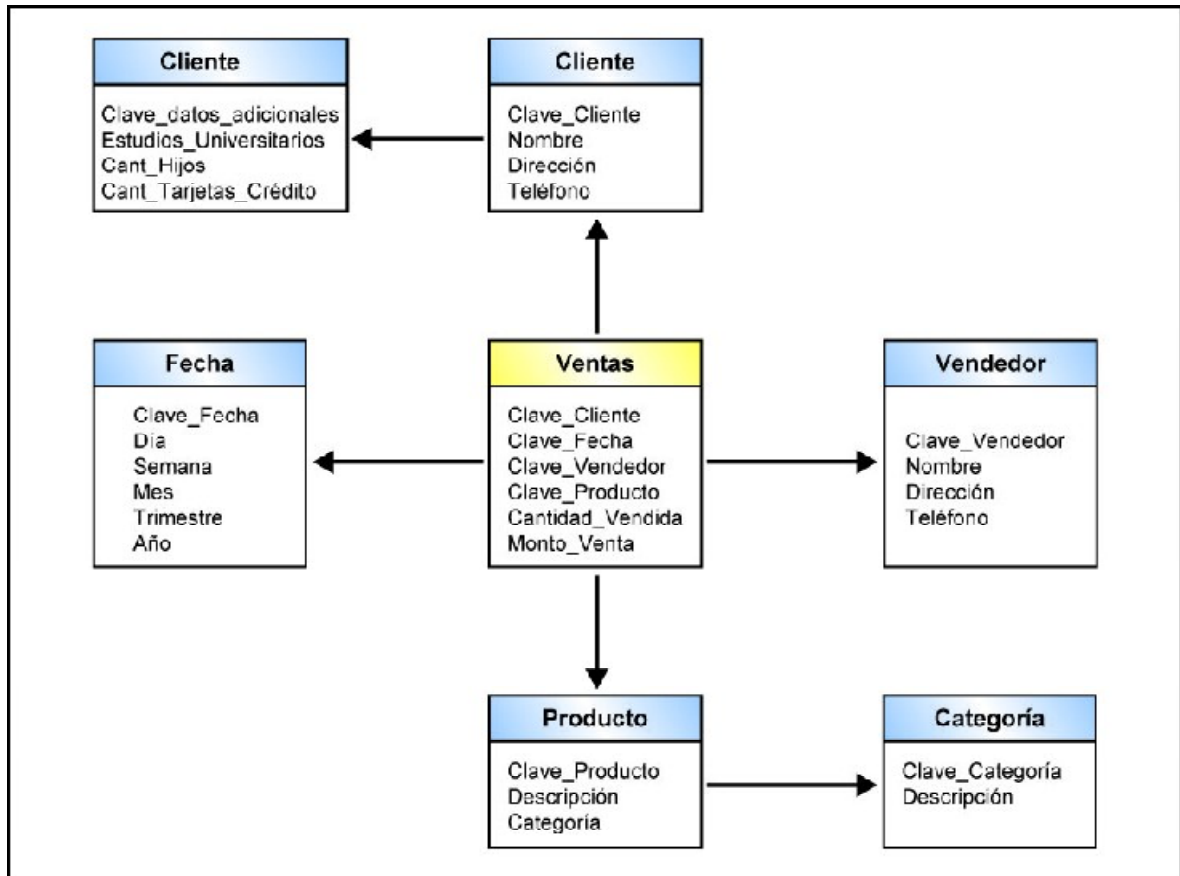 Cliente
Clave_datos_adicionales
Estudios_Universitarios
Cant_Hijos
Cant_Tarjetas_Crédito
Cliente
Clave_Cliente
Nombre
Dirección
Teléfono
Fecha
Clave_Fecha
Día
Semana
Mes
Trimestre
Año
Ventas
Clave_Cliente
Clave_Fecha
Clave_Vendedor
Clave_Producto
Cantidad_Vendida
Monto_Venta
Vendedor
Clave_Vendedor
Nombre
Dirección
Teléfono
Producto
Clave_Producto
Descripción
Categoría
Categoría
Clave_Categoría
Descripción